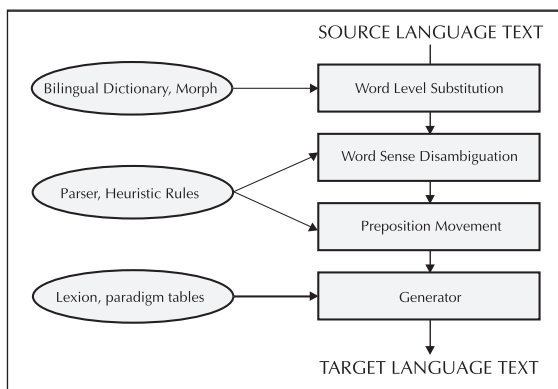 SOURCE LANGUAGE TEXT
Bilingual Dictionary, Morph
Word Level Substitution
Word Sense Disambiguation
Parser, Heuristic Rules
Preposition Movement
Lexion, paradigm tables
Generator
TARGET LANGUAGE TEXT